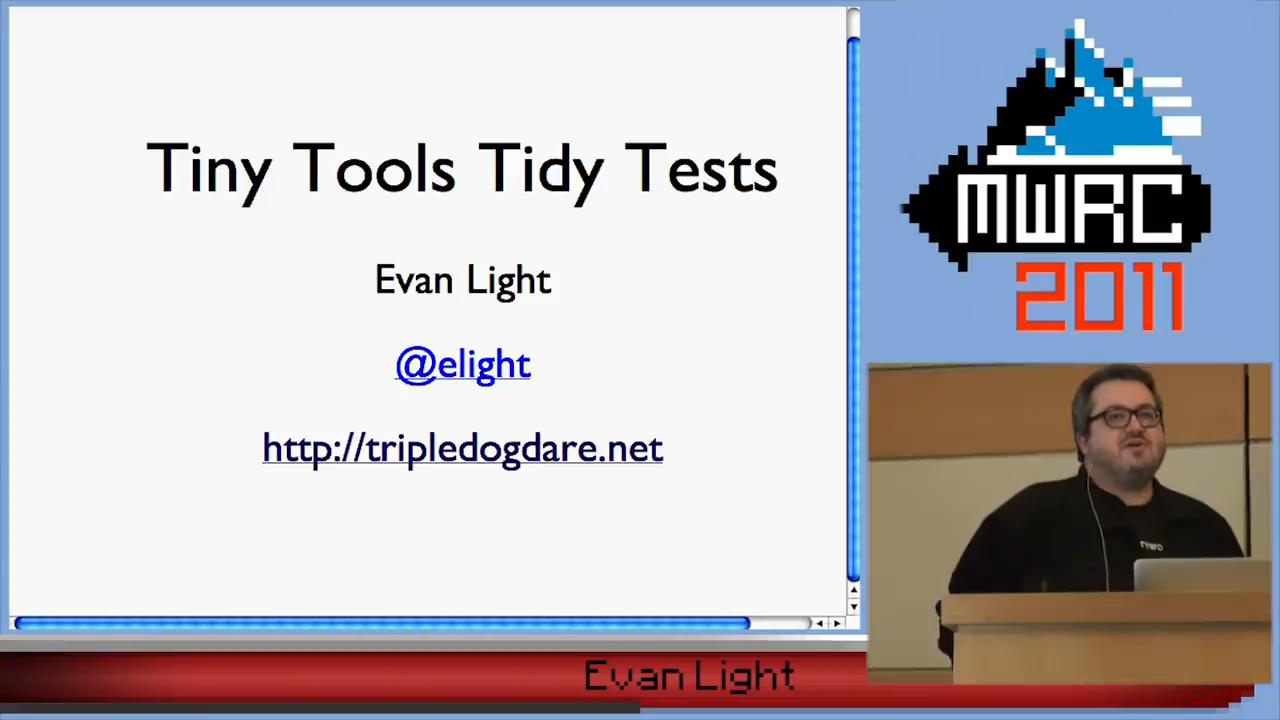 Tiny Tools Tidy Tests
Evan Light
@elight
http://tripledogdare.net
MWRC
2011
Evan Light